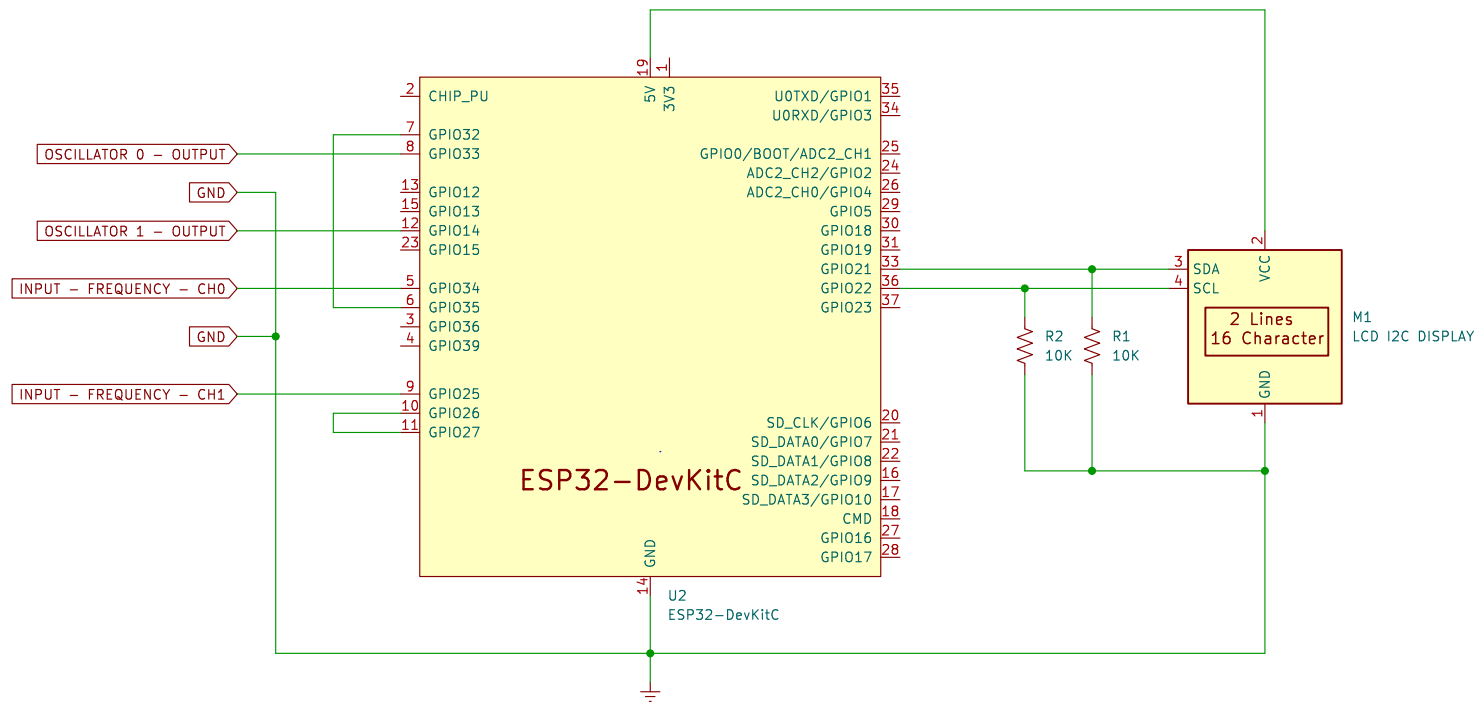 19
1
5V
3V3
2
CHIP_PU
U0TXD/GPIO1
35
U0RXD/GPIO3
34
7
GPIO32
OSCILLATOR 0 - OUTPUT
8
GPIO33
GPIO0/BOOT/ADC2_CH1
25
ADC2_CH2/GPIO2
24
GND
13
GPIO12
ADC2_CH0/GPIO4
26
15
GPIO13
GPIO5
29
OSCILLATOR 1 - OUTPUT
12
GPIO14
GPIO18
30
23
GPIO15
GPIO19
31
2
VCC
GPIO21
33
3
SDA
INPUT - FREQUENCY - CH0
5
GPIO34
GPIO22
36
4
SCL
6
GPIO35
GPIO23
37
3
GPIO36
2 Lines
16 Character
M1
LCD I2C DISPLAY
GND
4
GPIO39
R2
10K
R1
10K
GND
1
INPUT - FREQUENCY - CH1
9
GPIO25
10
GPIO26
11
GPIO27
SD_CLK/GPIO6
20
SD_DATA0/GPIO7
21
SD_DATA1/GPIO8
22
ESP32-DevKitC
SD_DATA2/GPIO9
16
SD_DATA3/GPIO10
17
CMD
18
GPIO16
27
GPIO17
28
GND
14
U2
ESP32-DevKitC